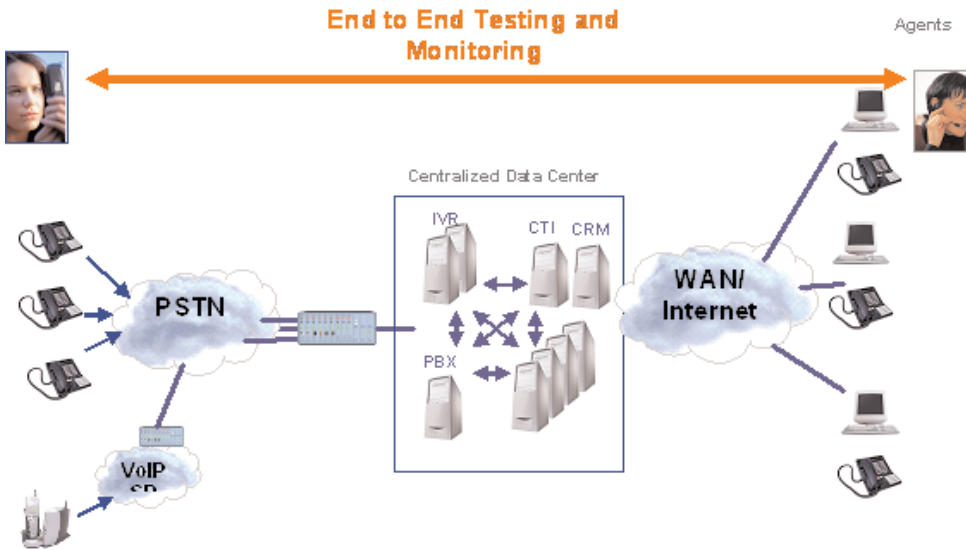 End to End Testing and
Monitoring
Agents
Centralized Data Center
IVR
CTI
CRM
PSTN
WAN/
Internet
PBX
VoIP